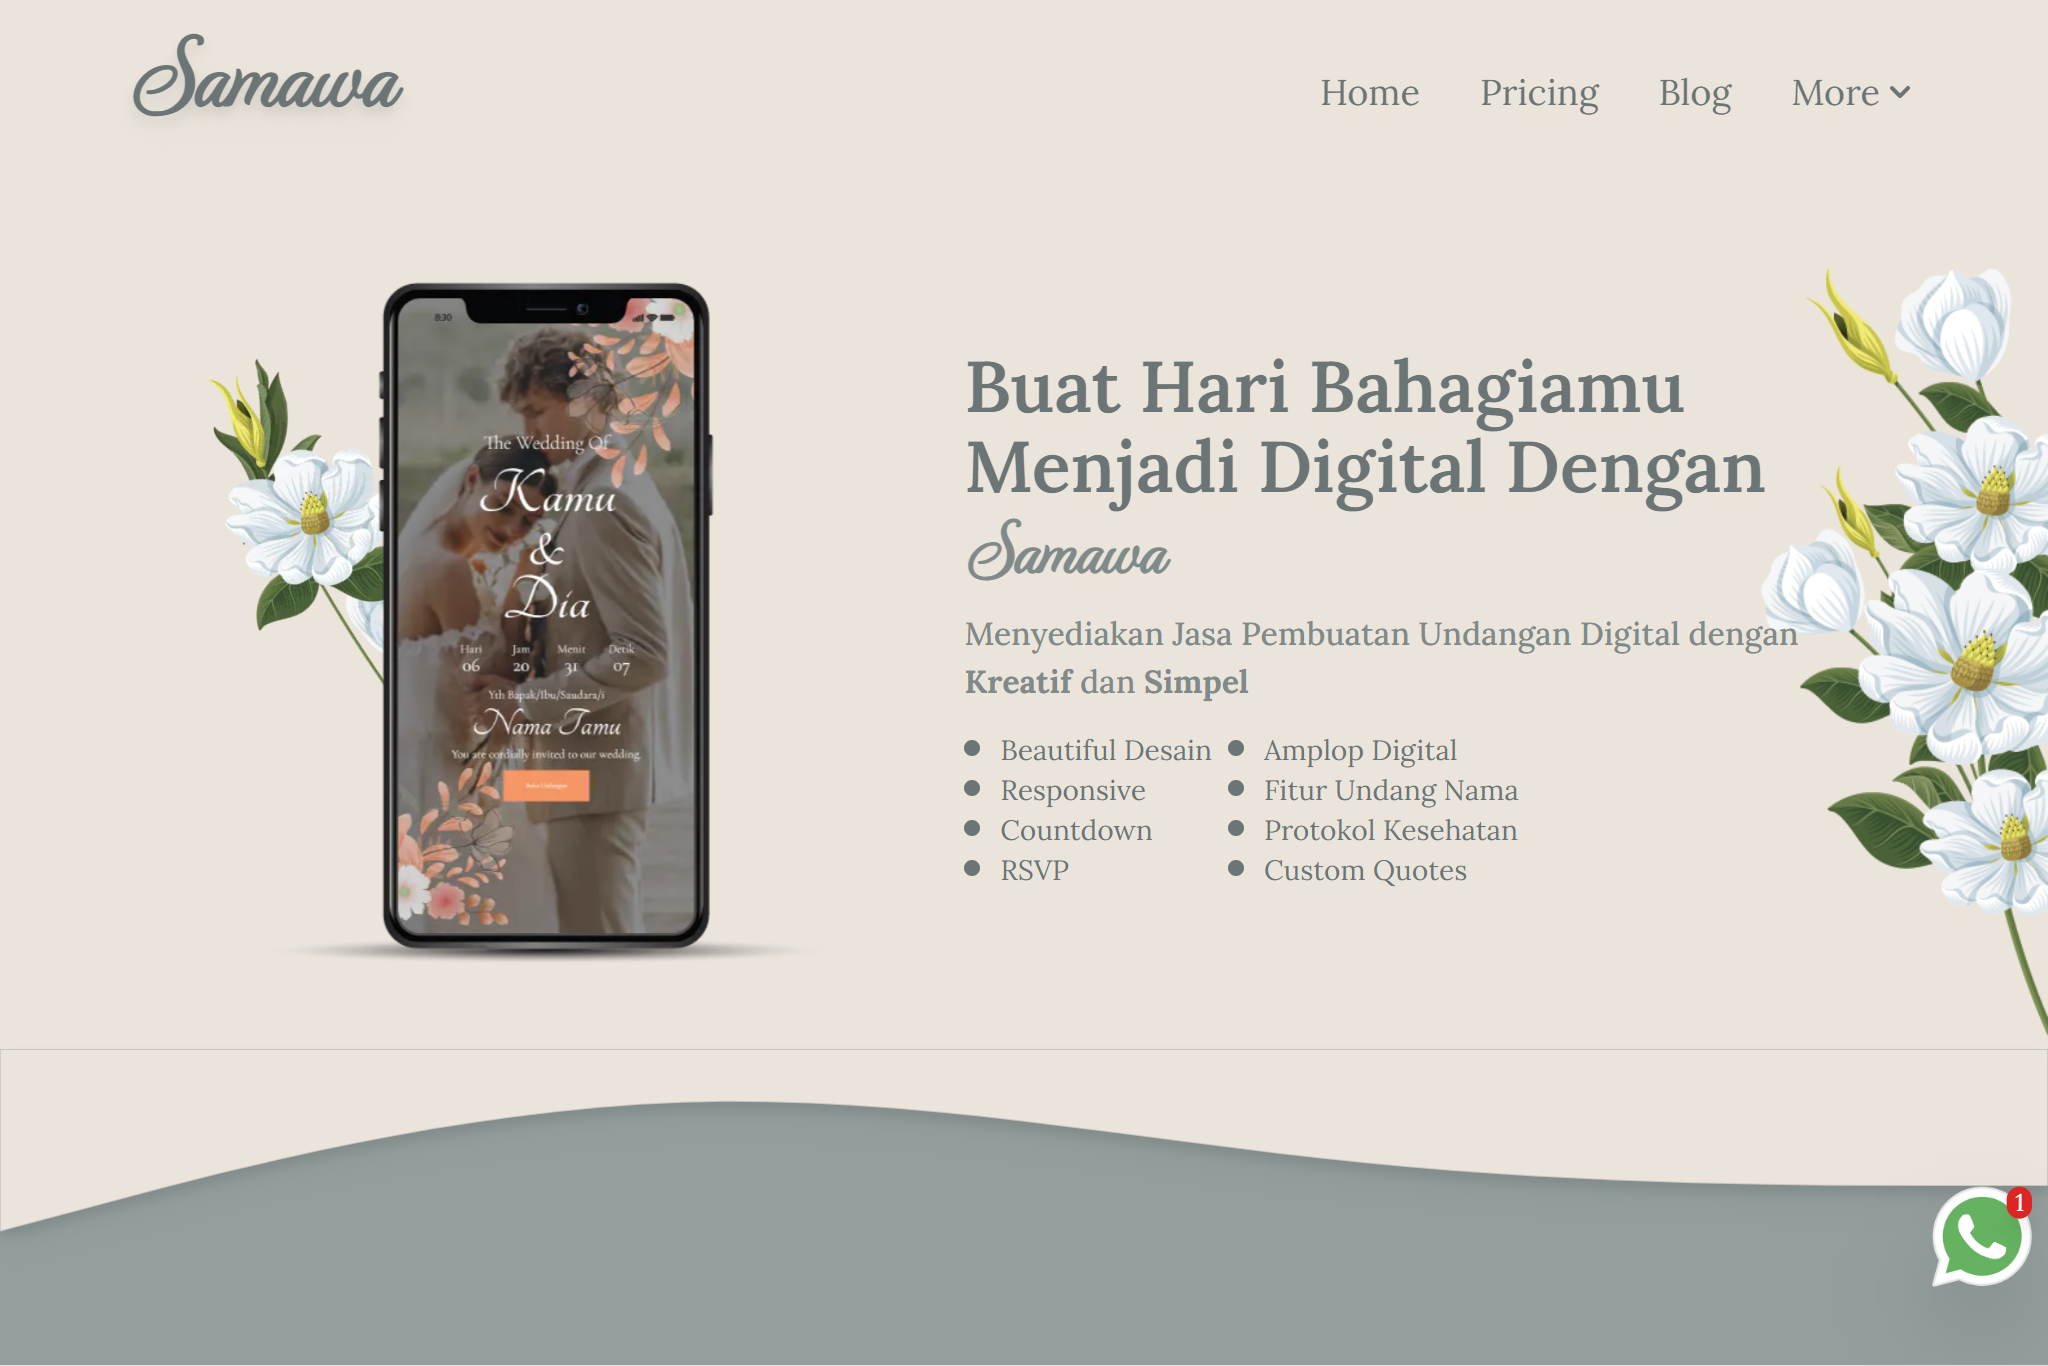 Samawa
Home Pricing Blog More
8:30
The Wedding Of
Kamu
&
Dia
Hari Jam Menit Detik
06 20 31 07
Yth Bapak/Ibu/Saudara/i
Nama Tamu
You are cordially invited to our wedding.
Buka Undangan
Buat Hari Bahagiamu
Menjadi Digital Dengan
Samawa
Menyediakan Jasa Pembuatan Undangan Digital dengan
Kreatif dan Simpel
Beautiful Desain
Responsive
Countdown
RSVP
Amplop Digital
Fitur Undang Nama
Protokol Kesehatan
Custom Quotes
1